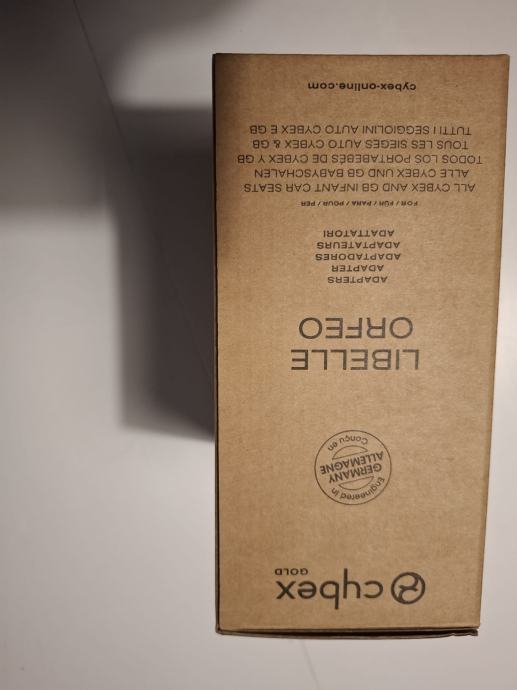 cybex
GOLD
Engineered in
GERMANY
ALLEMAGNE
Conçu en
LIBELLE
ORFEO
ADAPTERS
ADAPTER
ADAPTADORES
ADAPTATEURS
ADATTATORI
FOR / FÜR / PARA / POUR / PER
ALL CYBEX AND GB INFANT CAR SEATS
ALLE CYBEX UND GB BABYSCHALEN
TODOS LOS PORTABEBÉS DE CYBEX Y GB
TOUS LES SIEGES AUTO CYBEX & GB
TUTTI I SEGGIOLINI AUTO CYBEX E GB
cybex-online.com